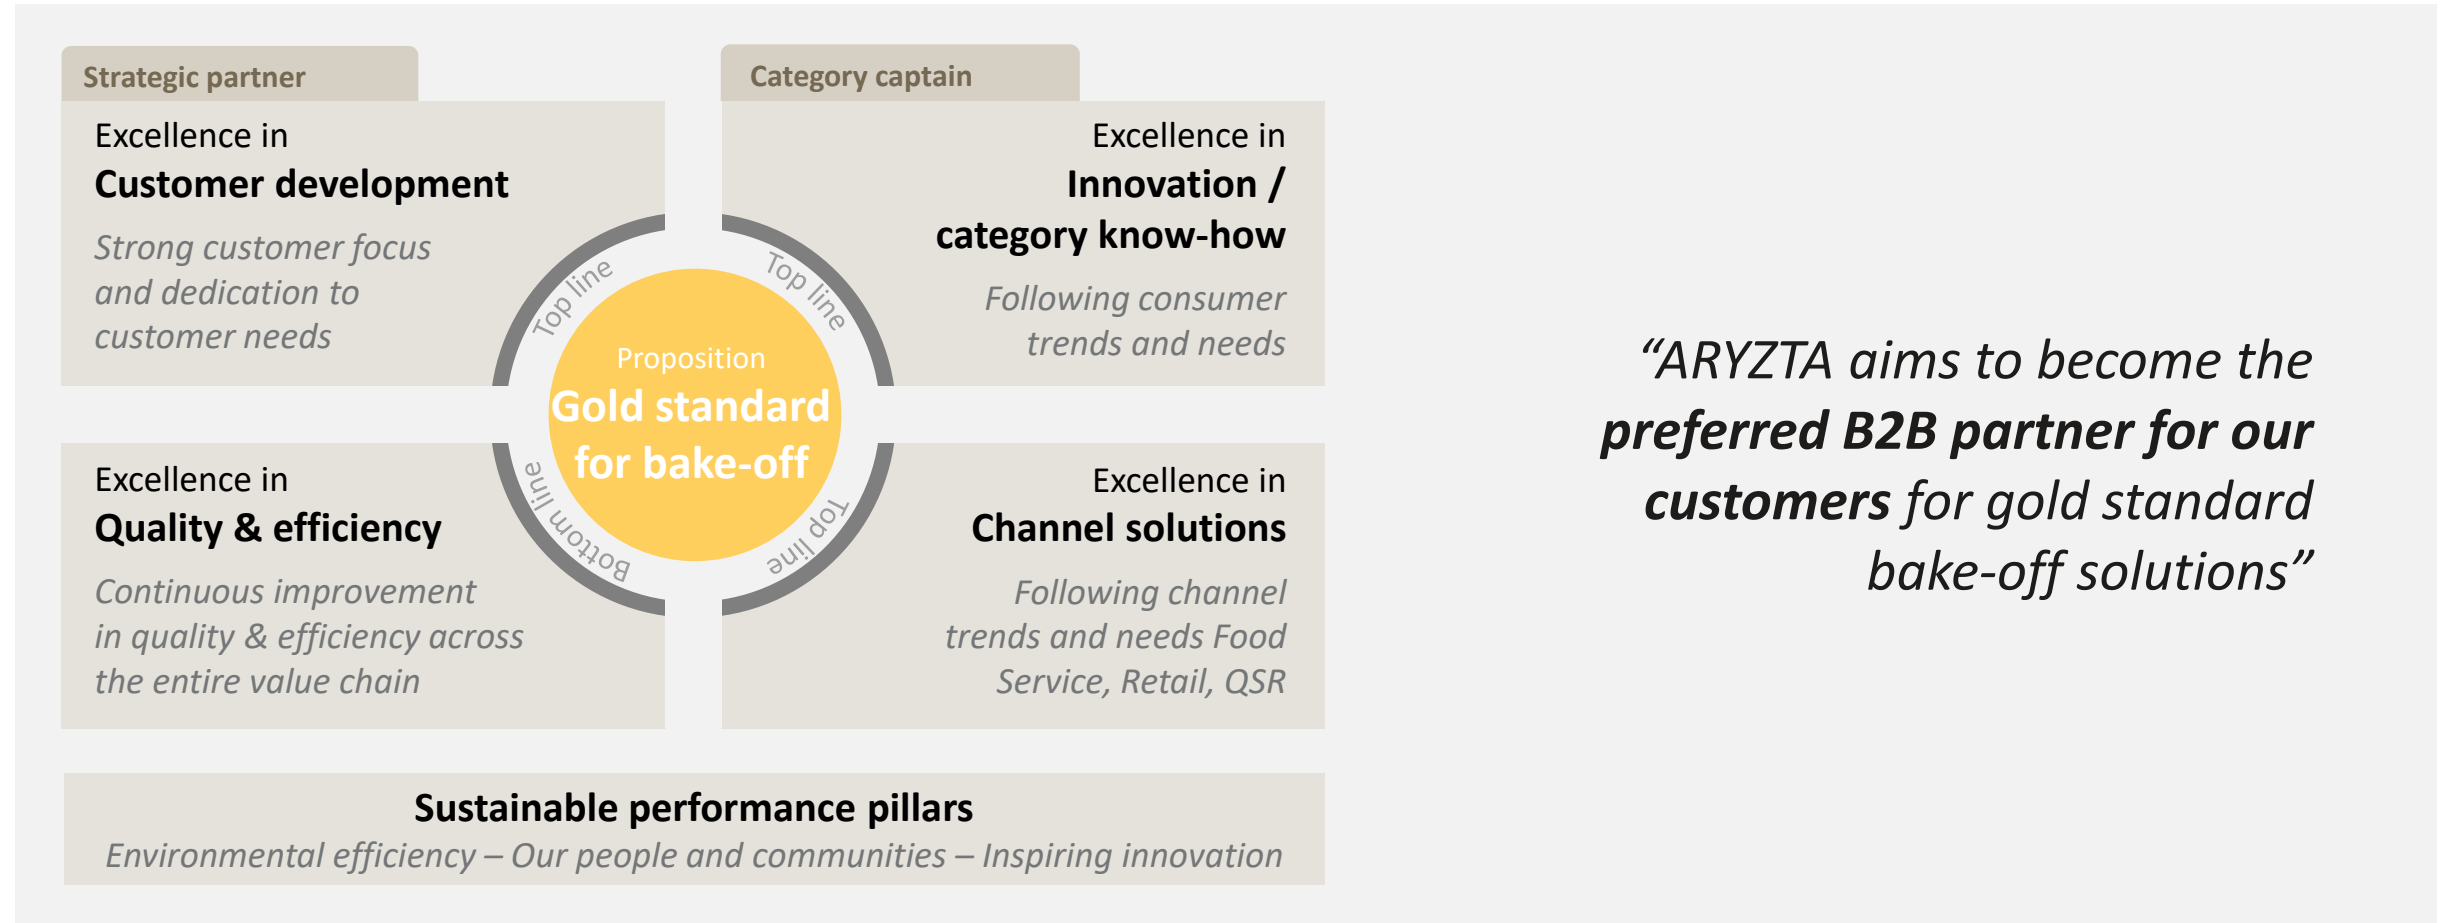 Strategic partner
Excellence in
Customer development
Strong customer focus
and dedication to
customer needs
Category captain
Excellence in
Innovation /
category know-how
Following consumer
trends and needs
Top line
Top line
Proposition
Gold standard
for bake-off
Bottom line
Top line
Excellence in
Quality & efficiency
Continuous improvement
in quality & efficiency across
the entire value chain
Excellence in
Channel solutions
Following channel
trends and needs Food
Service, Retail, QSR
Sustainable performance pillars
Environmental efficiency – Our people and communities – Inspiring innovation
“ARYZTA aims to become the
preferred B2B partner for our
customers for gold standard
bake-off solutions”